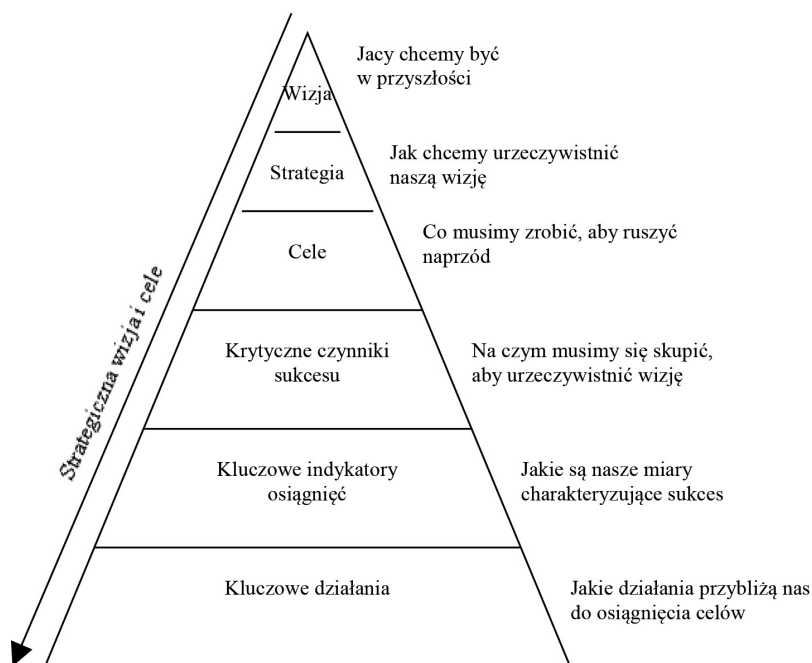 Jacy chcemy być
w przyszłości
Wizja
Jak chcemy urzeczywistnić
naszą wizję
Strategia
Co musimy zrobić, aby ruszyć
naprzód
Cele
Strategiczna wizja i cele
Krytyczne czynniki
sukcesu
Na czym musimy się skupić,
aby urzeczywistnić wizję
Kluczowe indykatory
osiągnięć
Jakie są nasze miary
charakteryzujące sukces
Kluczowe działania
Jakie działania przybliżą nas
do osiągnięcia celów